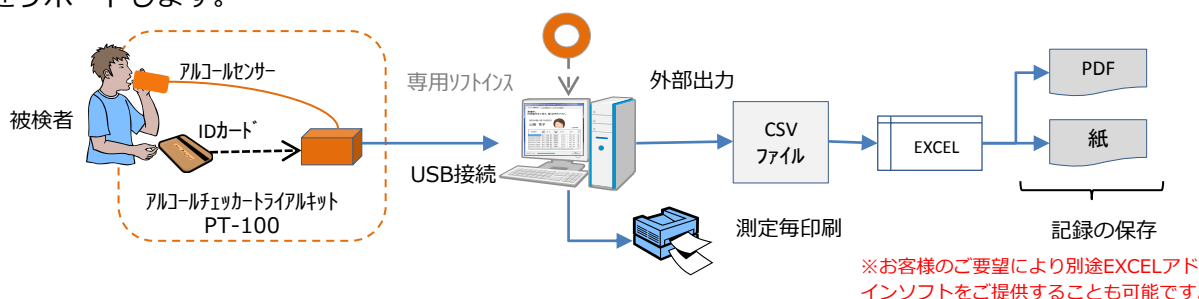 をサポートします。
アルコールセンサー
被検者
IDカード
アルコールチェッカートライアルキット
PT-100
専用ソフトインス
USB接続
外部出力
CSV
ファイル
EXCEL
PDF
紙
測定毎印刷
記録の保存
※お客様のご要望により別途EXCELアド
インソフトをご提供することも可能です。